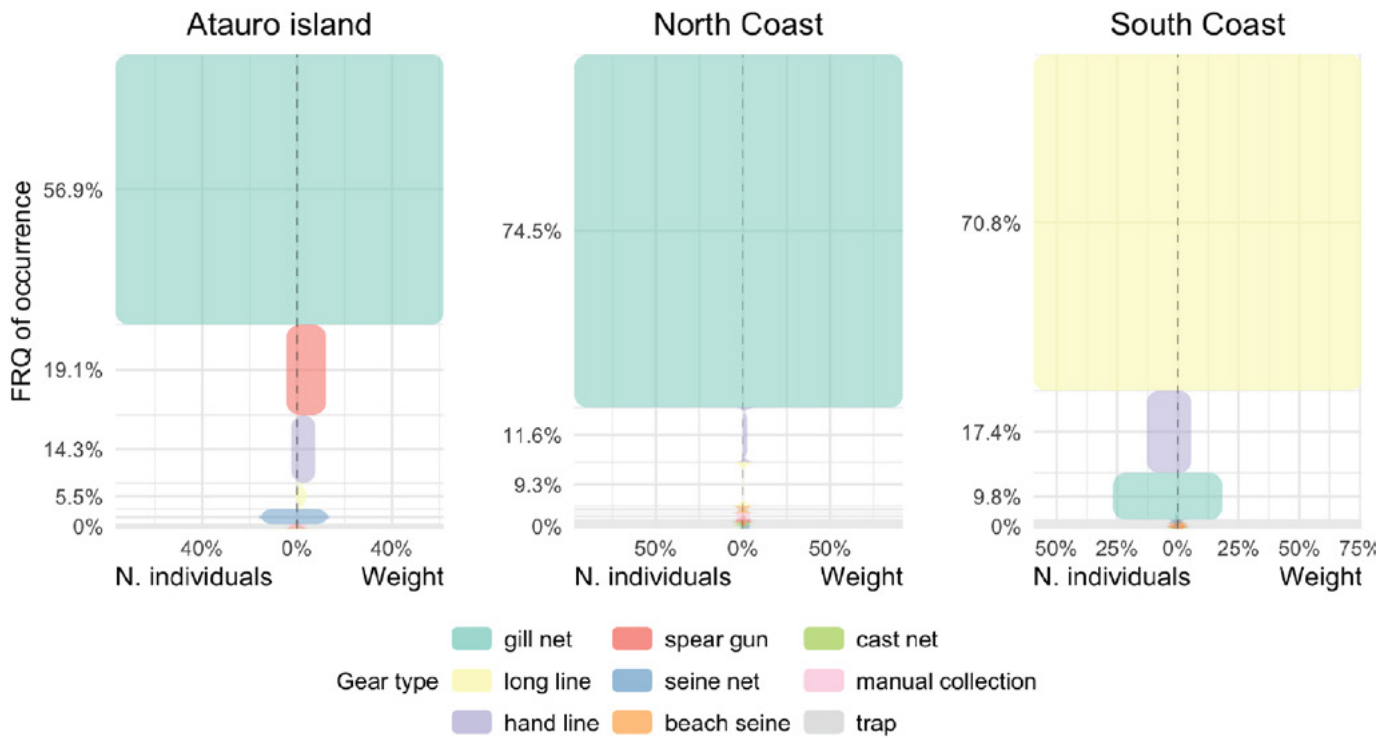 Atauro island
North Coast
South Coast
FRQ of occurrence
56.9%
19.1%
14.3%
5.5%
0%
40% 0% 40%
N. individuals Weight
74.5%
11.6%
9.3%
0%
50% 0% 50%
N. individuals Weight
70.8%
17.4%
9.8%
0%
50% 25% 0% 25% 50% 75%
N. individuals Weight
Gear type
gill net spear gun cast net
long line seine net manual collection
hand line beach seine trap